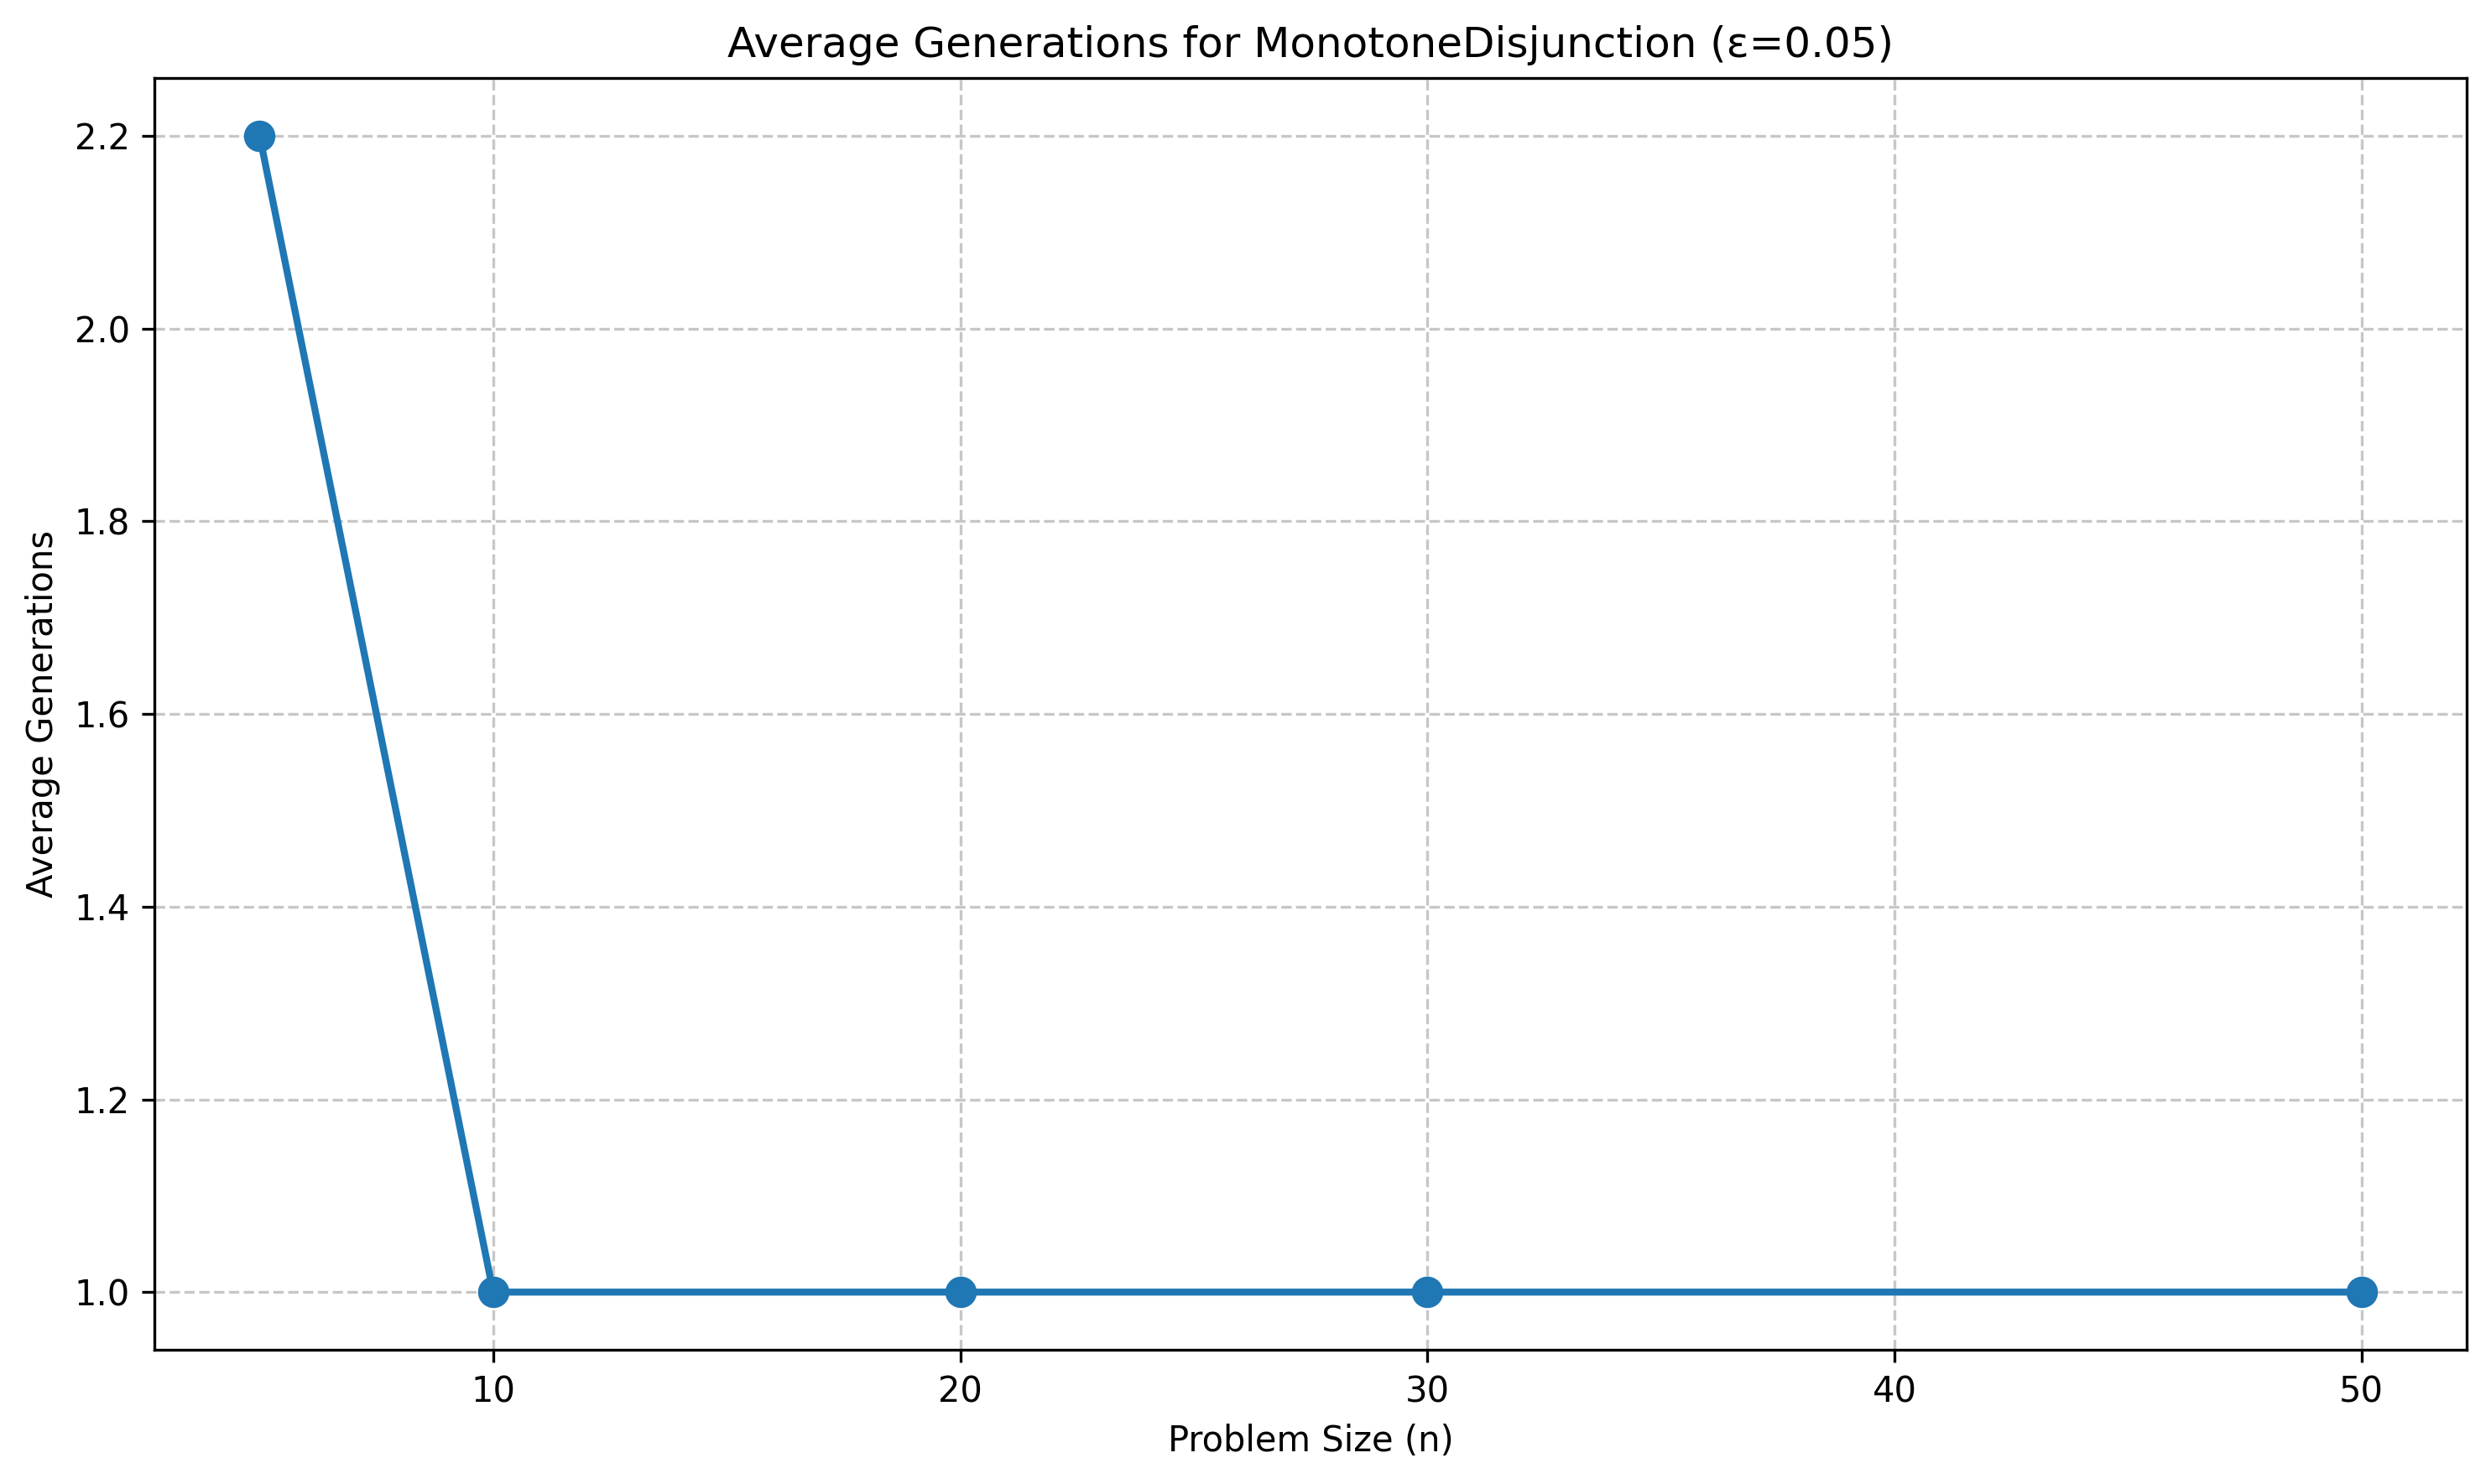 Average Generations for MonotoneDisjunction (ε=0.05)
Average Generations
2.2
2.0
1.8
1.6
1.4
1.2
1.0
10 20 30 40 50
Problem Size (n)